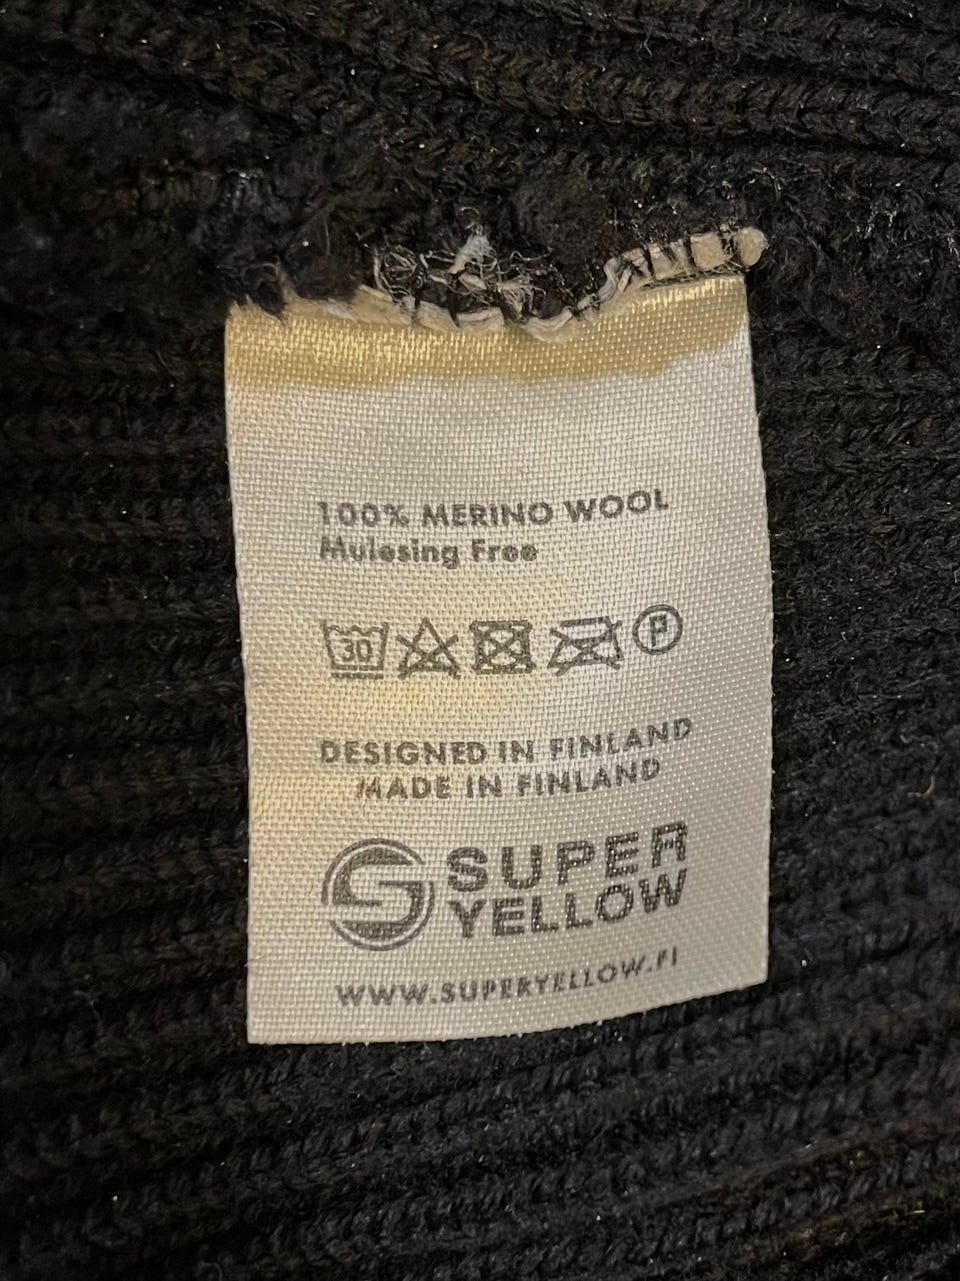 100% MERINO WOOL
Mulesing Free
30 P
DESIGNED IN FINLAND
MADE IN FINLAND
SUPER
YELLOW
WWW.SUPERYELLOW.FI